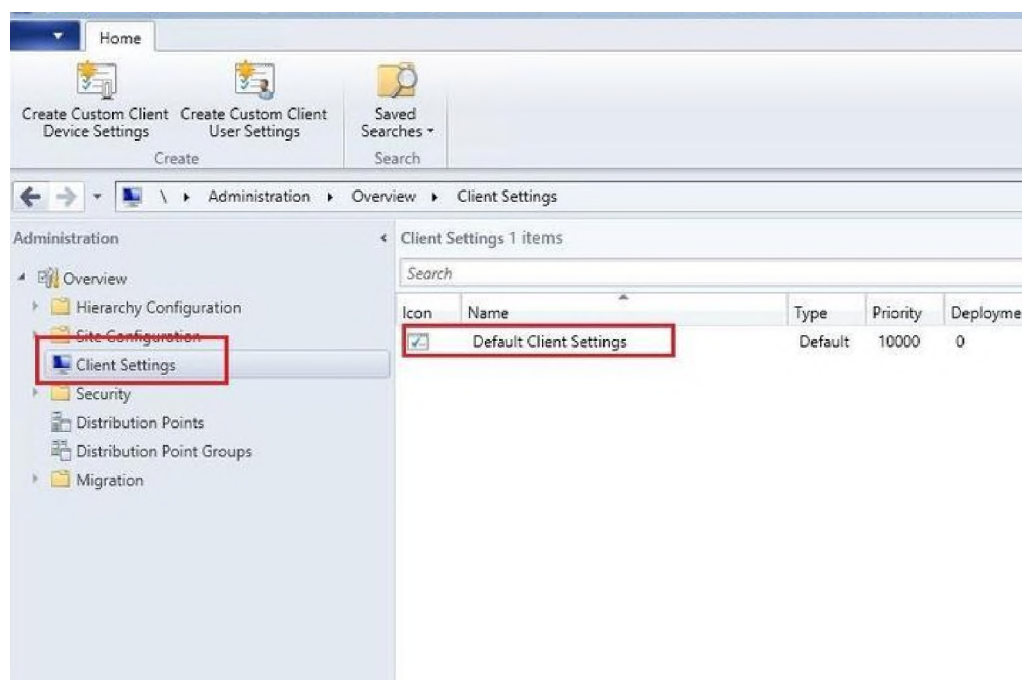 Home
Create Custom Client Device Settings
Create Custom Client User Settings
Saved Searches
Create
Search
\ Administration Overview Client Settings
Administration
Client Settings 1 items
Overview
Search
Hierarchy Configuration
Icon Name Type Priority Deployme
Site Configuration
Default Client Settings Default 10000 0
Client Settings
Security
Distribution Points
Distribution Point Groups
Migration